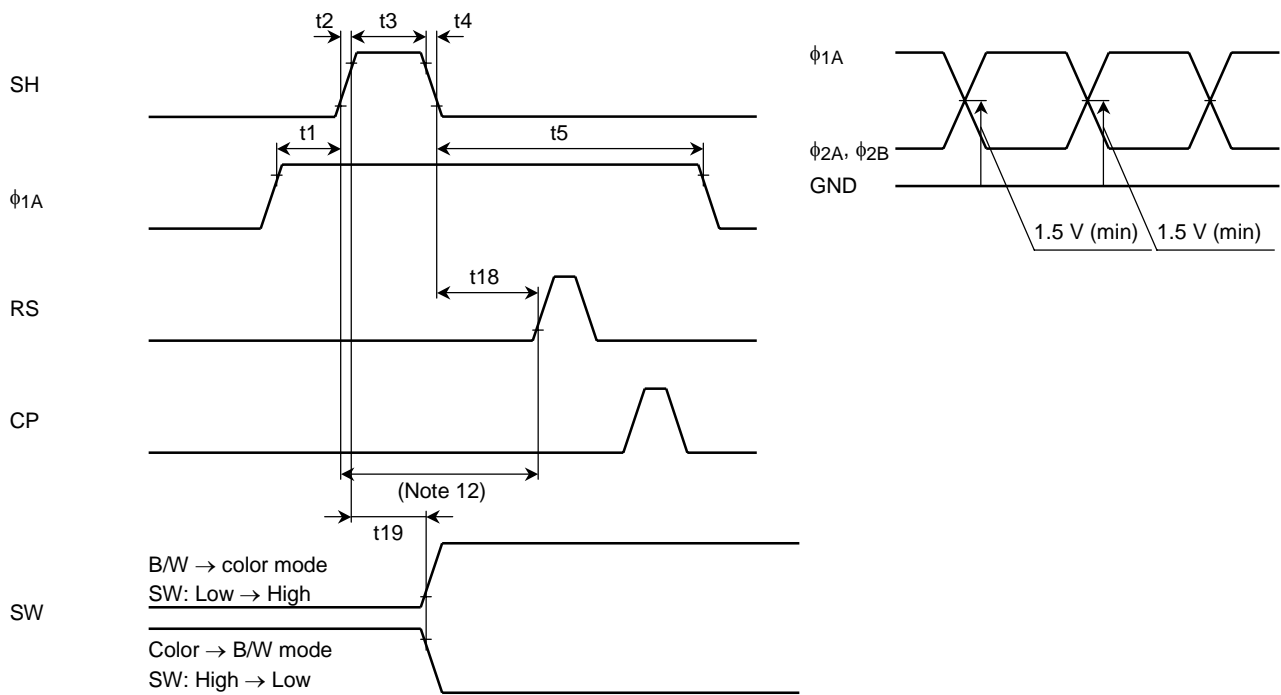 t2 t3 t4
SH
t1 t5
ϕ1A
t18
RS
CP
(Note 12)
t19
B/W → color mode
SW: Low → High
SW
Color → B/W mode
SW: High → Low
ϕ1A
ϕ2A, ϕ2B
GND
1.5 V (min) 1.5 V (min)